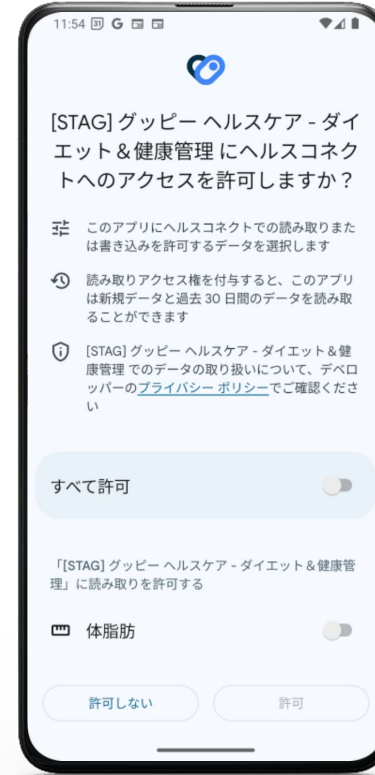 11:54 31 G
[STAG] グッピー ヘルスケア - ダイ
エット＆健康管理 にヘルスコネク
トへのアクセスを許可しますか？
このアプリにヘルスコネクトでの読み取りまた
は書き込みを許可するデータを選択します
読み取りアクセス権を付与すると、このアプリ
は新規データと過去 30 日間のデータを読み取
ることができます
[STAG] グッピー ヘルスケア - ダイエット＆健
康管理 でのデータの取り扱いについて、デベロ
ッパーのプライバシー ポリシーでご確認くださ
い
すべて許可
「[STAG] グッピー ヘルスケア - ダイエット＆健康管
理」に読み取りを許可する
体脂肪
許可しない 許可